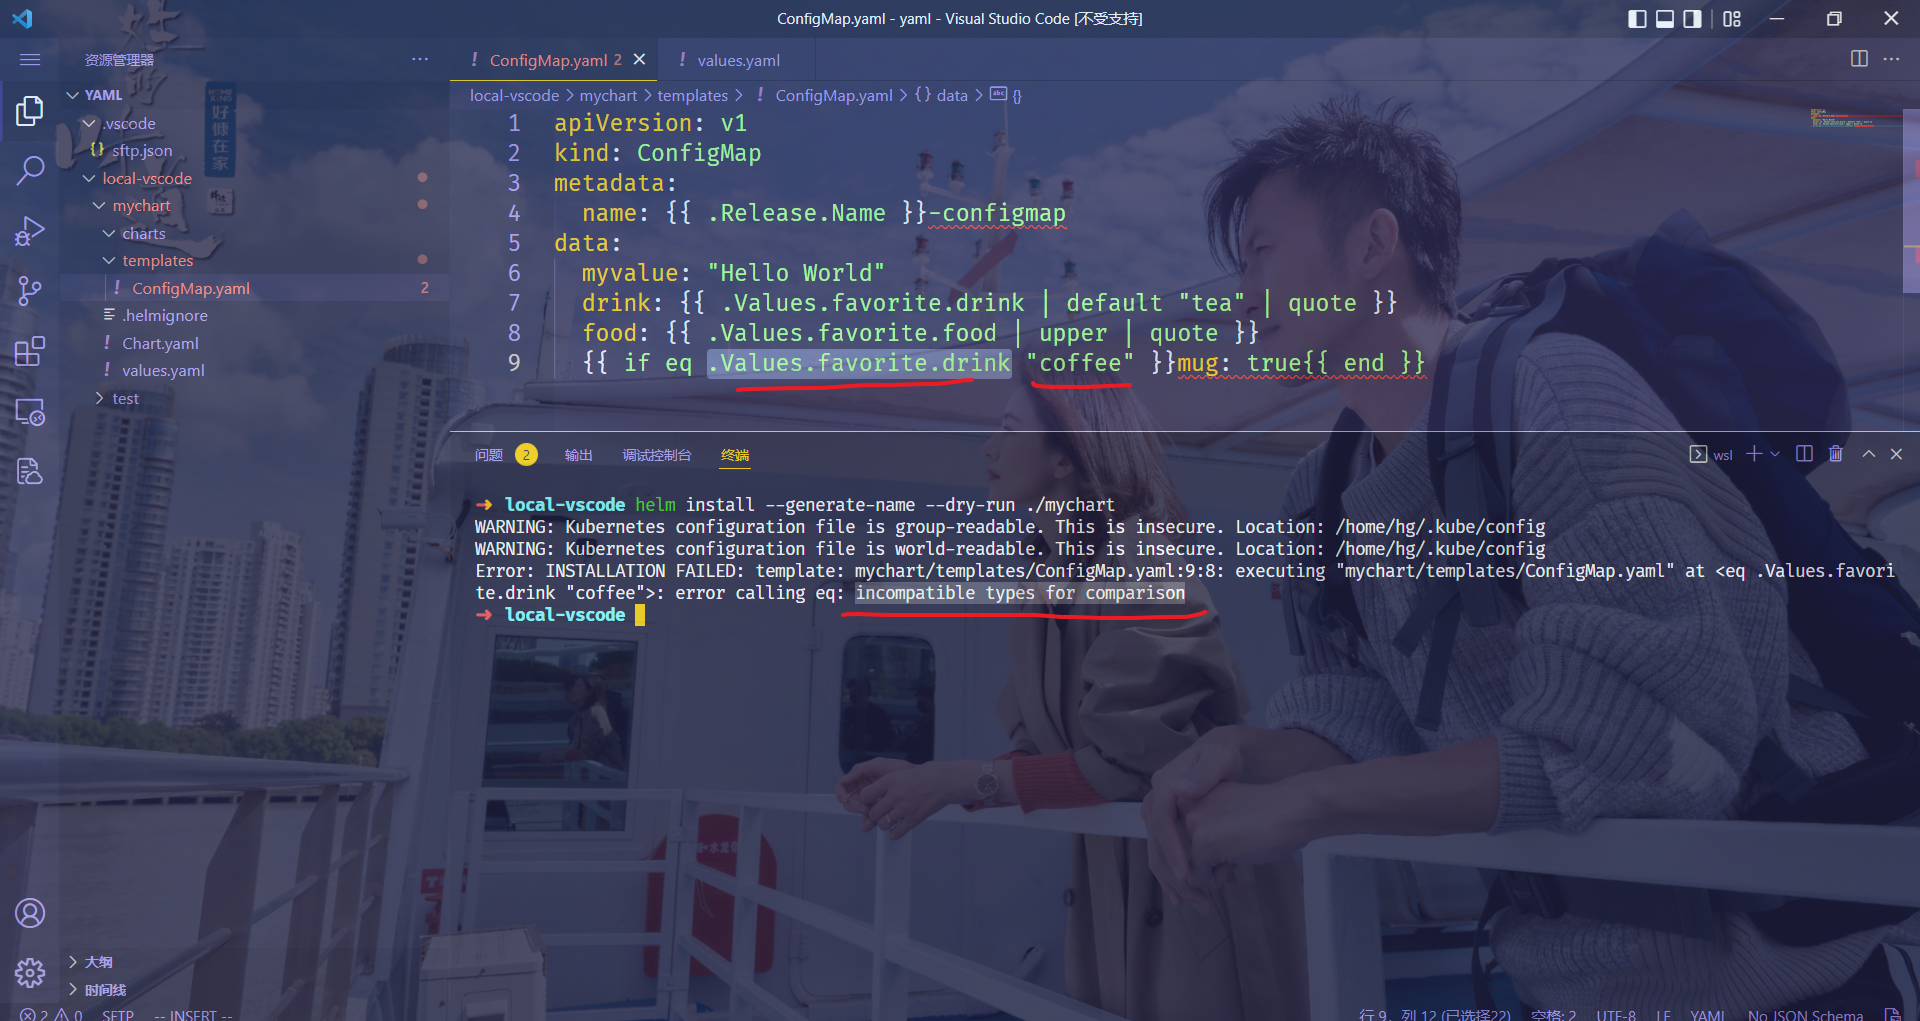 ConfigMap.yaml - yaml - Visual Studio Code [不受支持]
资源管理器
YAML
.vscode
{} sftp.json
local-vscode
mychart
charts
templates
! ConfigMap.yaml 2
.helmignore
! Chart.yaml
! values.yaml
test
大纲
时间线
! ConfigMap.yaml 2
! values.yaml
local-vscode > mychart > templates > ! ConfigMap.yaml > {} data > abc {}
1 apiVersion: v1
2 kind: ConfigMap
3 metadata:
4 name: {{ .Release.Name }}-configmap
5 data:
6 myvalue: "Hello World"
7 drink: {{ .Values.favorite.drink | default "tea" | quote }}
8 food: {{ .Values.favorite.food | upper | quote }}
9 {{ if eq .Values.favorite.drink "coffee" }}mug: true{{ end }}
问题 2 输出 调试控制台 终端
wsl
➜ local-vscode helm install --generate-name --dry-run ./mychart
WARNING: Kubernetes configuration file is group-readable. This is insecure. Location: /home/hg/.kube/config
WARNING: Kubernetes configuration file is world-readable. This is insecure. Location: /home/hg/.kube/config
Error: INSTALLATION FAILED: template: mychart/templates/ConfigMap.yaml:9:8: executing "mychart/templates/ConfigMap.yaml" at <eq .Values.favori
te.drink "coffee">: error calling eq: incompatible types for comparison
➜ local-vscode
好慷在家
2 0 SFTP -- INSERT --
行 9, 列 12 (已选择22) 空格: 2 UTF-8 LF YAML No JSON Schema